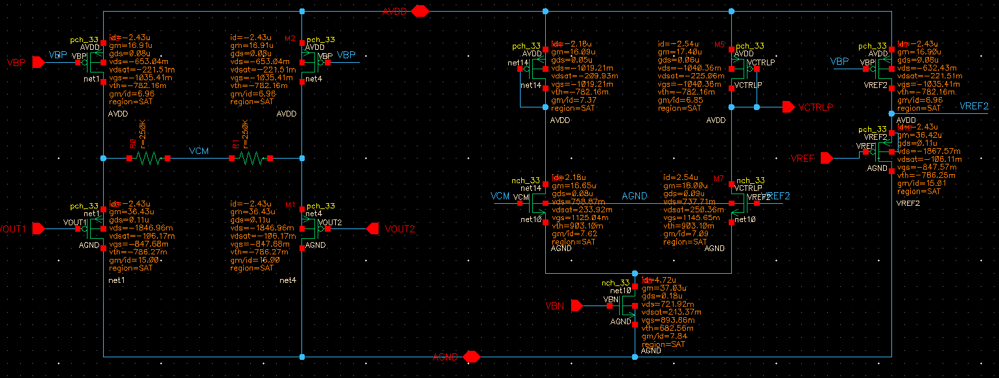 AVDD
pch_33
AVDD
VBP
VBP
VBP
net1
id=-2.43u
gm=16.91u
gds=0.08u
vds=-653.04m
vdsat=-221.51m
vgs=-1035.41m
vth=-782.16m
gm/id=6.96
region=SAT
AVDD
M2
pch_33
AVDD
VBP
VBP
net4
id=-2.43u
gm=16.91u
gds=0.08u
vds=-653.04m
vdsat=-221.51m
vgs=-1035.41m
vth=-782.16m
gm/id=6.96
region=SAT
AVDD
R0
r=250K
VCM
R1
r=250K
pch_33
net1
VOUT1
VOUT1
AGND
id=-2.43u
gm=36.43u
gds=0.11u
vds=-1846.96m
vdsat=-106.17m
vgs=-847.68m
vth=-786.27m
gm/id=15.00
region=SAT
net1
M1
pch_33
net4
VOUT2
VOUT2
AGND
id=-2.43u
gm=36.43u
gds=0.11u
vds=-1846.96m
vdsat=-106.17m
vgs=-847.68m
vth=-786.27m
gm/id=15.00
region=SAT
net4
pch_33
AVDD
net14
net14
id=-2.18u
gm=16.09u
gds=0.05u
vds=-1019.21m
vdsat=-209.93m
vgs=-1019.21m
vth=-782.16m
gm/id=7.37
region=SAT
AVDD
M5
pch_33
AVDD
VCTRLP
VCTRLP
id=-2.54u
gm=17.40u
gds=0.06u
vds=-1040.36m
vdsat=-225.06m
vgs=-1040.36m
vth=-782.16m
gm/id=6.85
region=SAT
AVDD
VCTRLP
pch_33
AVDD
VBP
VBP
VREF2
id=-2.43u
gm=16.90u
gds=0.08u
vds=-632.43m
vdsat=-221.51m
vgs=-1035.41m
vth=-782.16m
gm/id=6.96
region=SAT
AVDD
VREF2
pch_33
VREF2
VREF
VREF
AGND
id=-2.43u
gm=36.42u
gds=0.11u
vds=-1867.57m
vdsat=-106.11m
vgs=-847.57m
vth=-786.25m
gm/id=15.01
region=SAT
VREF2
nch_33
net14
VCM
VCM
net10
id=2.18u
gm=16.65u
gds=0.08u
vds=758.87m
vdsat=233.92m
vgs=1125.04m
vth=903.10m
gm/id=7.62
region=SAT
AGND
AGND
M7
nch_33
VCTRLP
VREF2
net10
id=2.54u
gm=18.00u
gds=0.09u
vds=737.71m
vdsat=250.36m
vgs=1145.65m
vth=903.10m
gm/id=7.09
region=SAT
AGND
nch_33
net10
VBN
VBN
AGND
id=4.72u
gm=37.03u
gds=0.18u
vds=721.92m
vdsat=213.37m
vgs=893.86m
vth=682.56m
gm/id=7.84
region=SAT
AGND
AGND